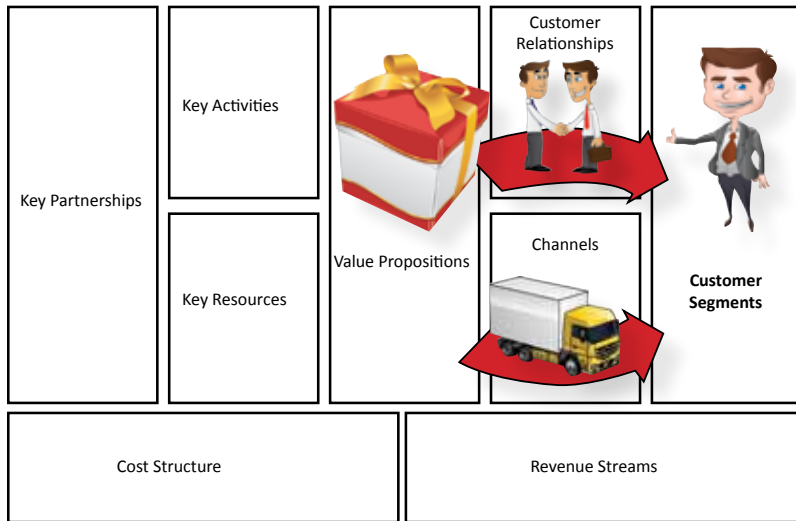 Key Partnerships
Key Activities
Key Resources
Value Propositions
Customer
Relationships
Channels
Customer
Segments
Cost Structure
Revenue Streams